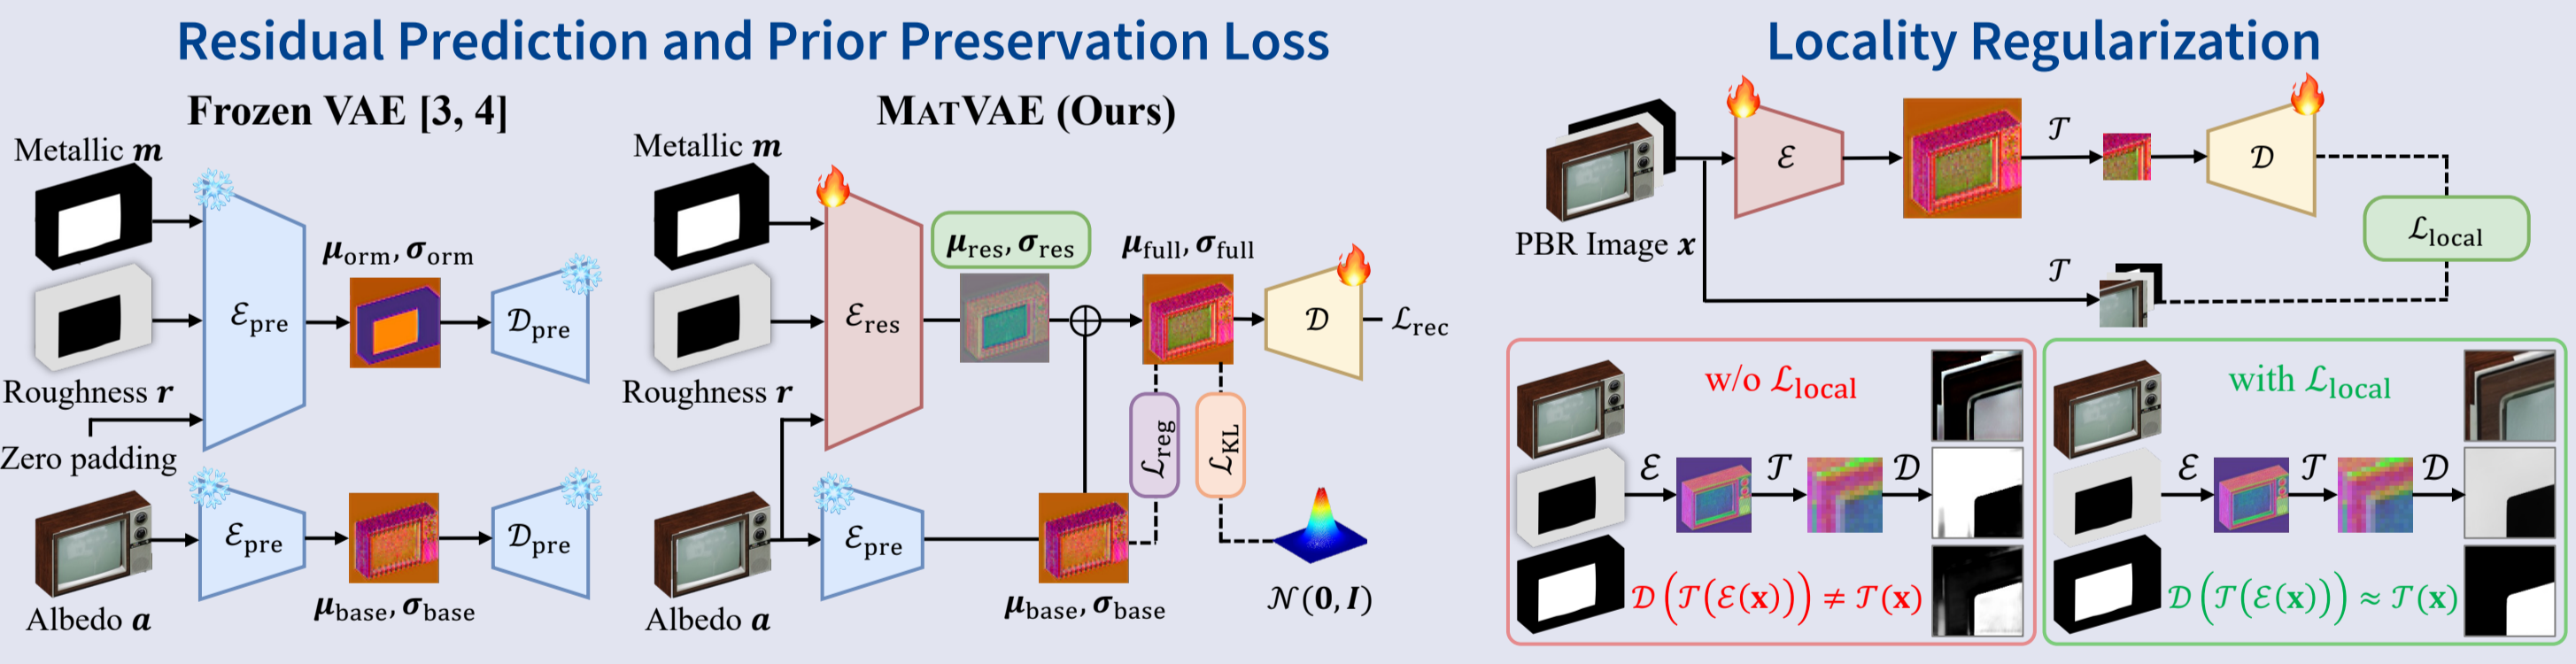 Residual Prediction and Prior Preservation Loss
Frozen VAE [3, 4]
Metallic m
Roughness r
Zero padding
Albedo a
ℰpre
μorm, σorm
𝒟pre
ℰpre
μbase, σbase
𝒟pre
MATVAE (Ours)
Metallic m
Roughness r
Albedo a
ℰres
μres, σres
μfull, σfull
𝒟
ℒrec
ℒreg
ℒKL
ℰpre
μbase, σbase
𝒩(0, I)
Locality Regularization
PBR Image x
ℰ
𝒯
𝒟
ℒlocal
𝒯
w/o ℒlocal
ℰ
𝒯
𝒟
𝒟(𝒯(ℰ(x))) ≠ 𝒯(x)
with ℒlocal
ℰ
𝒯
𝒟
𝒟(𝒯(ℰ(x))) ≈ 𝒯(x)